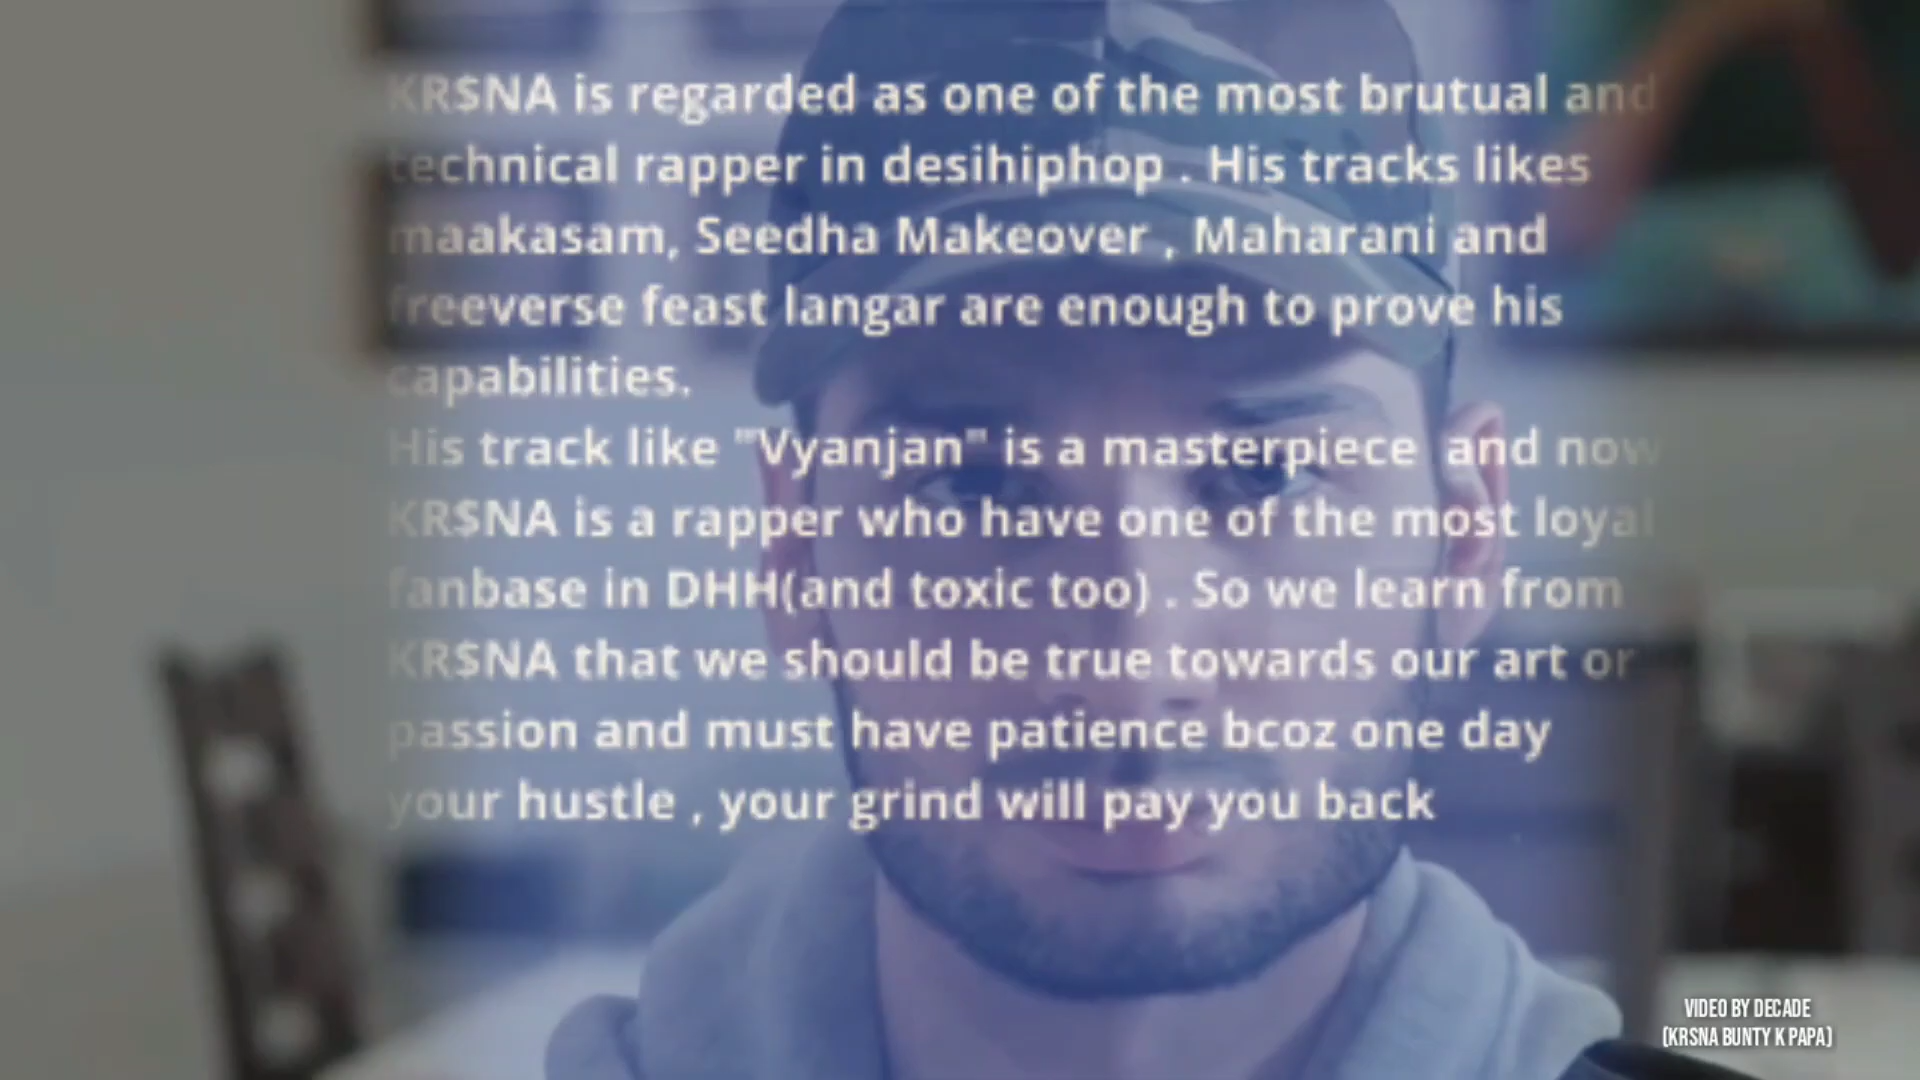 KR$NA is regarded as one of the most brutual and
technical rapper in desihiphop . His tracks likes
maakasam, Seedha Makeover , Maharani and
freeverse feast langar are enough to prove his
capabilities.
His track like "Vyanjan" is a masterpiece and now
KR$NA is a rapper who have one of the most loyal
fanbase in DHH(and toxic too) . So we learn from
KR$NA that we should be true towards our art or
passion and must have patience bcoz one day
your hustle , your grind will pay you back
VIDEO BY DECADE
(KRSNA BUNTY K PAPA)